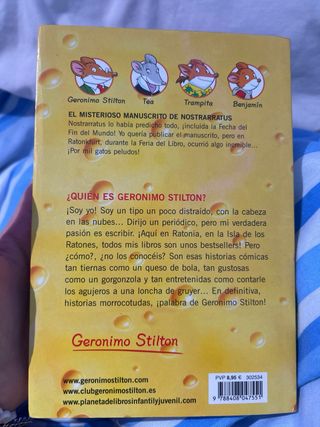 Geronimo Stilton Tea Trampita Benjamín
EL MISTERIOSO MANUSCRITO DE NOSTRARRATUS
Nostrarratus lo había predicho todo, ¡incluida la Fecha del
Fin del Mundo! Yo quería publicar el manuscrito, pero en
Ratonkfurt, durante la Feria del Libro, ocurrió algo increíble...
¡Por mil gatos peludos!
¿QUIÉN ES GERONIMO STILTON?
¡Soy yo! Soy un tipo un poco distraído, con la cabeza
en las nubes... Dirijo un periódico, pero mi verdadera
pasión es escribir. ¡Aquí en Ratonia, en la Isla de los
Ratones, todos mis libros son unos bestsellers! Pero
¿cómo?, ¿no los conocéis? Son esas historias cómicas
tan tiernas como un queso de bola, tan gustosas
como un gorgonzola y tan entretenidas como contarle
los agujeros a una loncha de gruyer... En definitiva,
historias morrocotudas, ¡palabra de Geronimo Stilton!
Geronimo Stilton
www.geronimostilton.com
www.clubgeronimostilton.es
www.planetadelibrosinfantilyjuvenil.com
PVP 8,95 € 302534
9 788408 047551